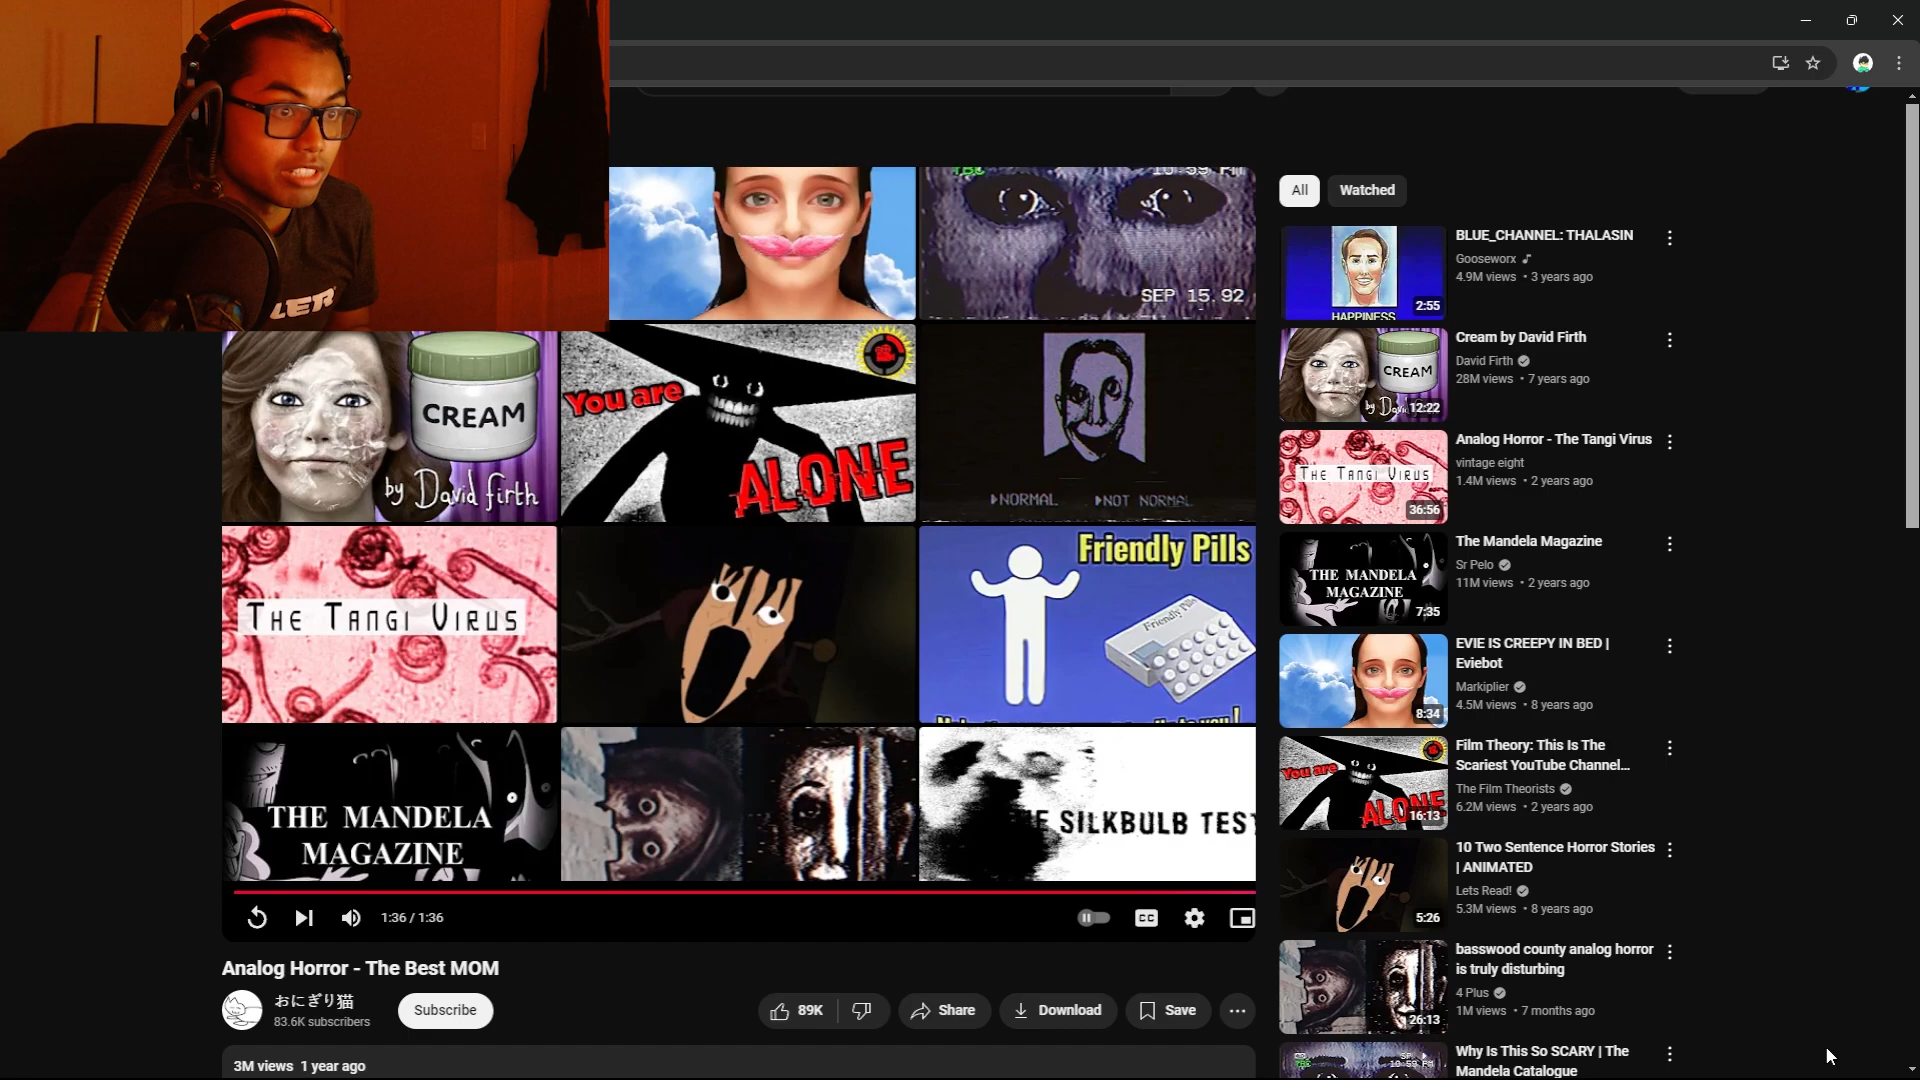 LER
TBC
10:59 PM
SEP 15.92
CREAM
by David Firth
You are
ALONE
▶NORMAL ▶NOT NORMAL
THE TANGI VIRUS
Friendly Pills
Friendly Pills
THE MANDELA
MAGAZINE
SILKBULB TEST
1:36 / 1:36
CC
Analog Horror - The Best MOM
おにぎり猫
83.6K subscribers
Subscribe
89K
Share
Download
Save
3M views 1 year ago
All
Watched
HAPPINESS
2:55
BLUE_CHANNEL: THALASIN
Gooseworx
4.9M views • 3 years ago
CREAM
12:22
Cream by David Firth
David Firth
28M views • 7 years ago
THE TANGI VIRUS
36:56
Analog Horror - The Tangi Virus
vintage eight
1.4M views • 2 years ago
THE MANDELA
MAGAZINE
7:35
The Mandela Magazine
Sr Pelo
11M views • 2 years ago
8:34
EVIE IS CREEPY IN BED |
Eviebot
Markiplier
4.5M views • 8 years ago
You are
ALONE
16:13
Film Theory: This Is The
Scariest YouTube Channel...
The Film Theorists
6.2M views • 2 years ago
5:26
10 Two Sentence Horror Stories
| ANIMATED
Lets Read!
5.3M views • 8 years ago
26:13
basswood county analog horror
is truly disturbing
4 Plus
1M views • 7 months ago
Why Is This So SCARY | The
Mandela Catalogue